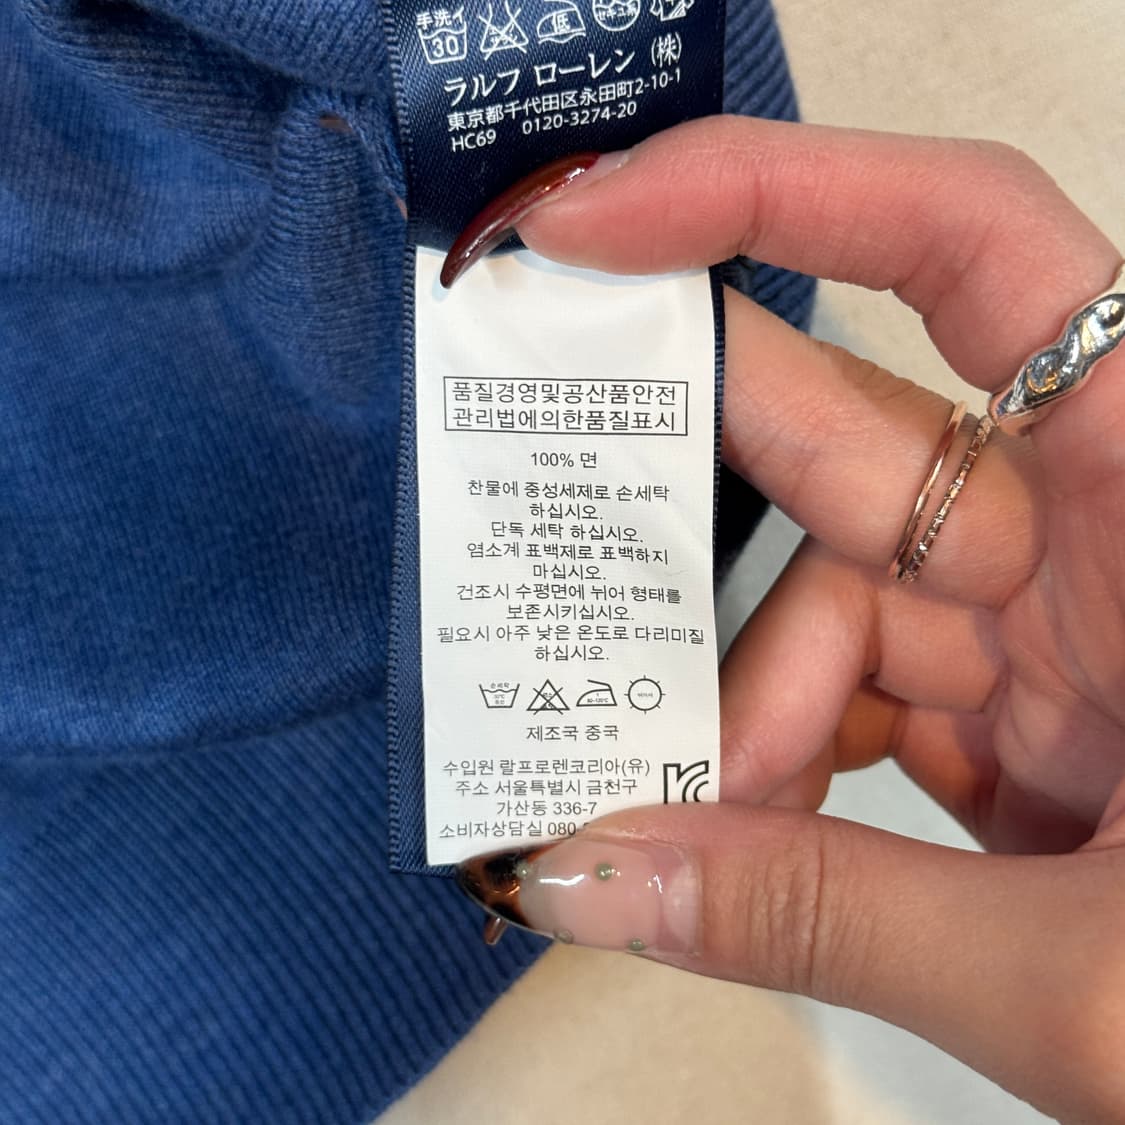 手洗イ
30
低
セキユ系
ラルフ ローレン (株)
東京都千代田区永田町2-10-1
HC69 0120-3274-20
품질경영및공산품안전
관리법에의한품질표시
100% 면
찬물에 중성세제로 손세탁
하십시오.
단독 세탁 하십시오.
염소계 표백제로 표백하지
마십시오.
건조시 수평면에 뉘어 형태를
보존시키십시오.
필요시 아주 낮은 온도로 다리미질
하십시오.
손세탁
제조국 중국
수입원 랄프로렌코리아(유)
주소 서울특별시 금천구
가산동 336-7
소비자상담실 080-